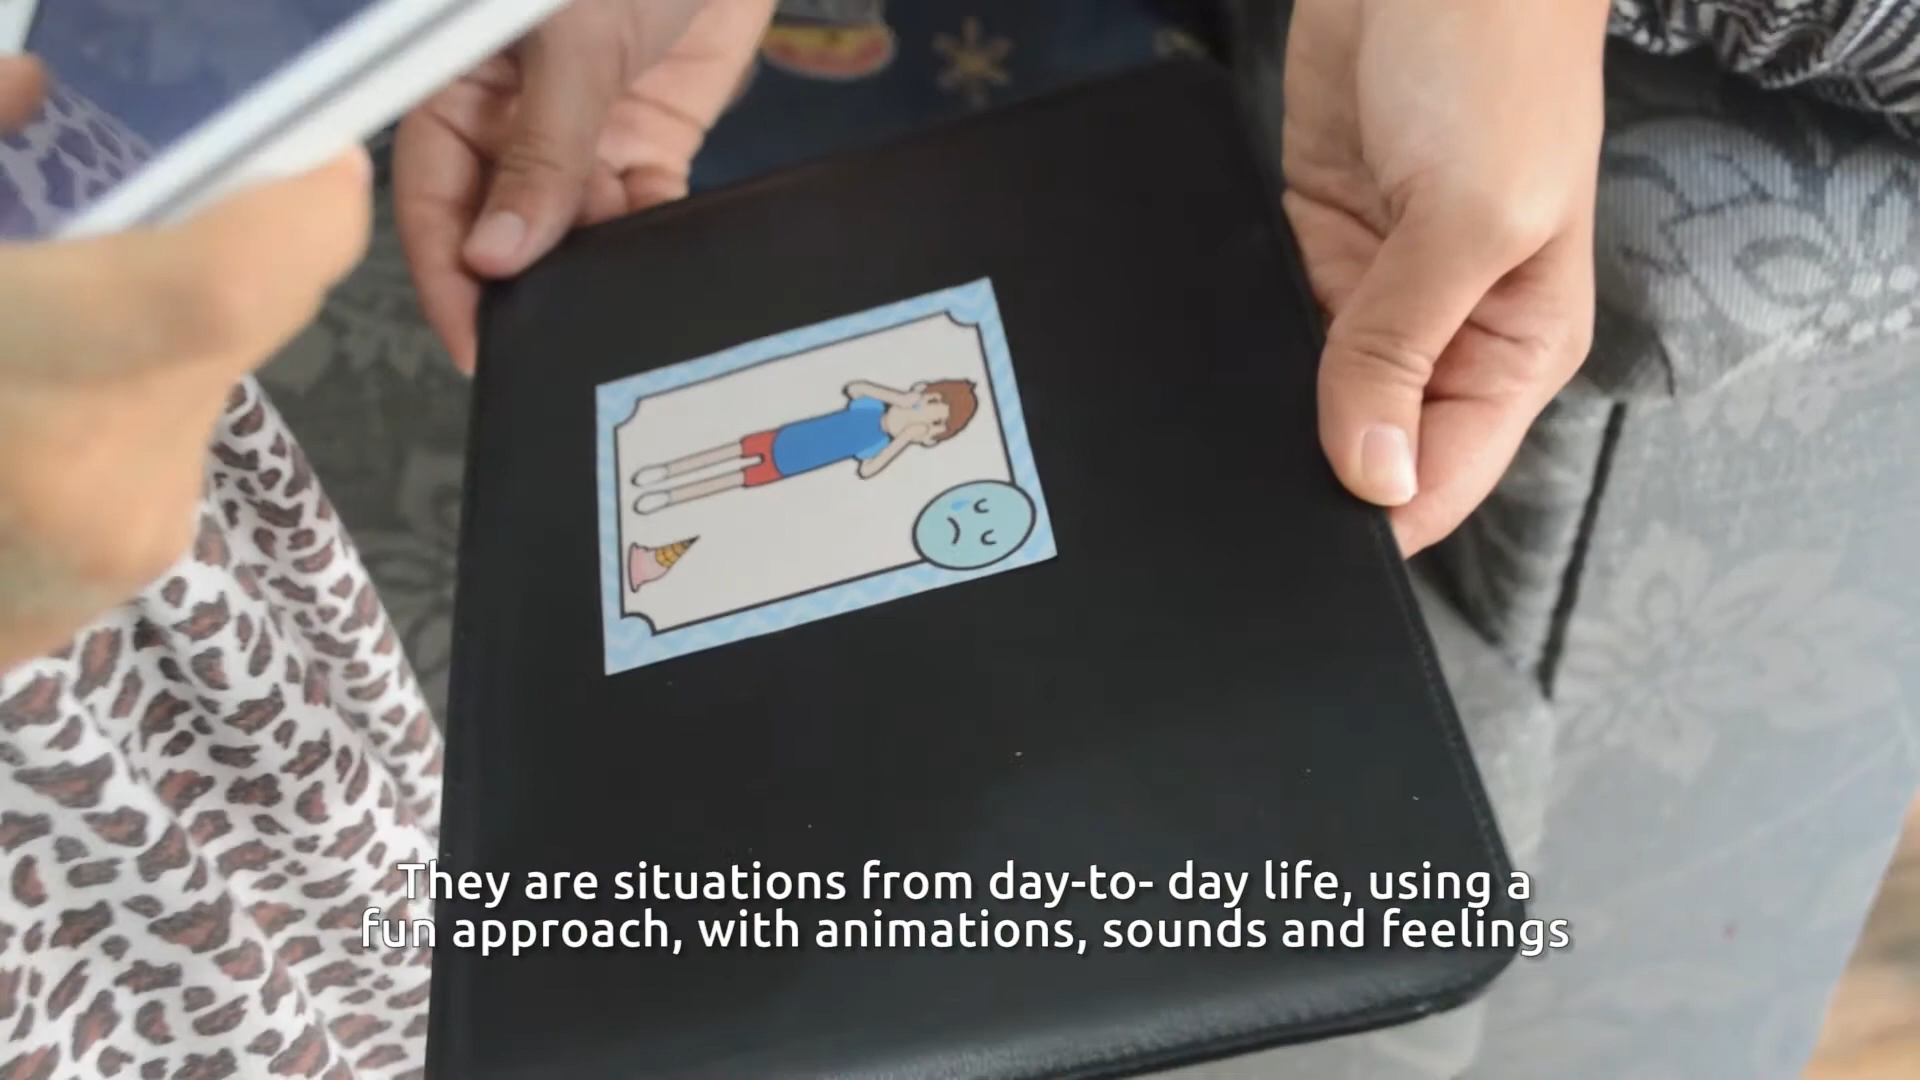 They are situations from day-to- day life, using a
fun approach, with animations, sounds and feelings